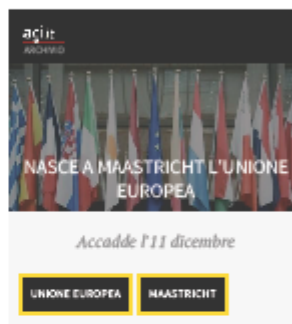 ARCHIVIO
NASCE A MAASTRICHT L'UNIONE
EUROPEA
Accadde l'11 dicembre
UNIONE EUROPEA
MAASTRICHT